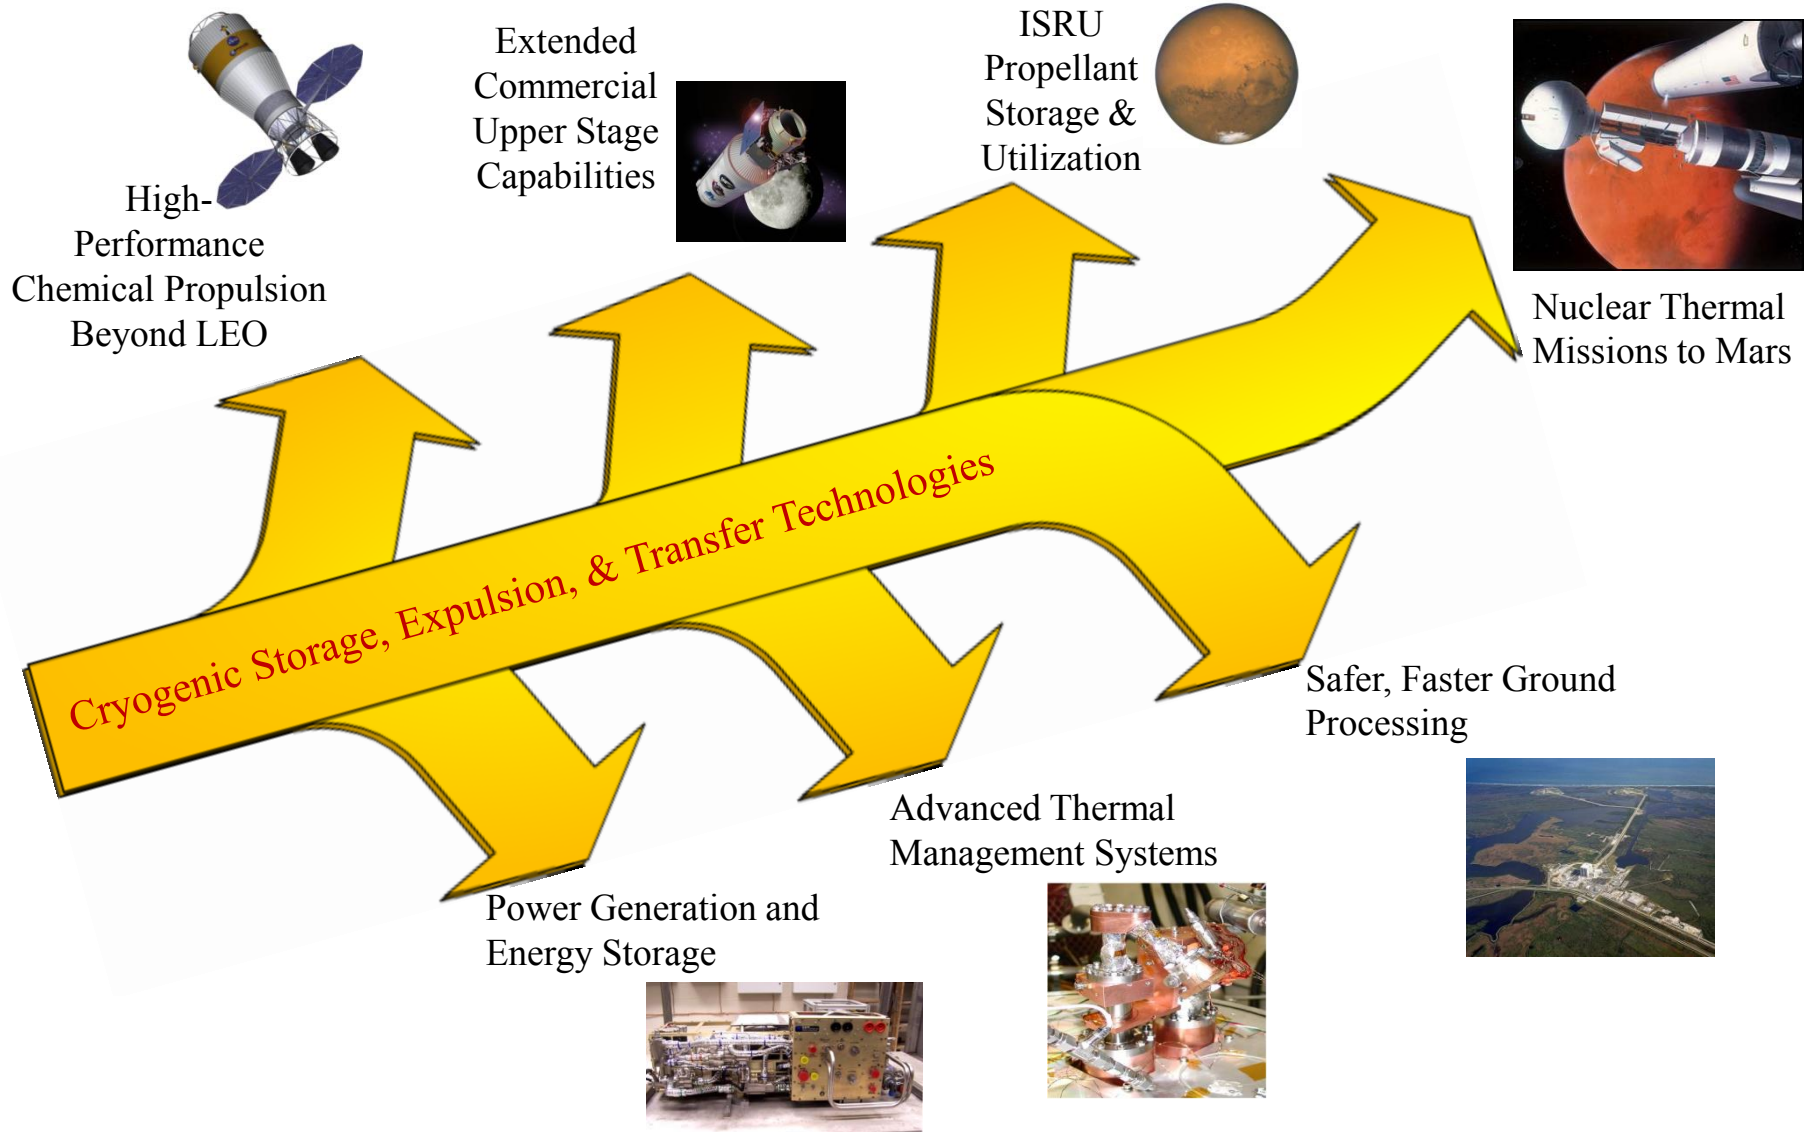 High-
Performance
Chemical Propulsion
Beyond LEO
Extended
Commercial
Upper Stage
Capabilities
ISRU
Propellant
Storage &
Utilization
Nuclear Thermal
Missions to Mars
Cryogenic Storage, Expulsion, & Transfer Technologies
Safer, Faster Ground
Processing
Advanced Thermal
Management Systems
Power Generation and
Energy Storage